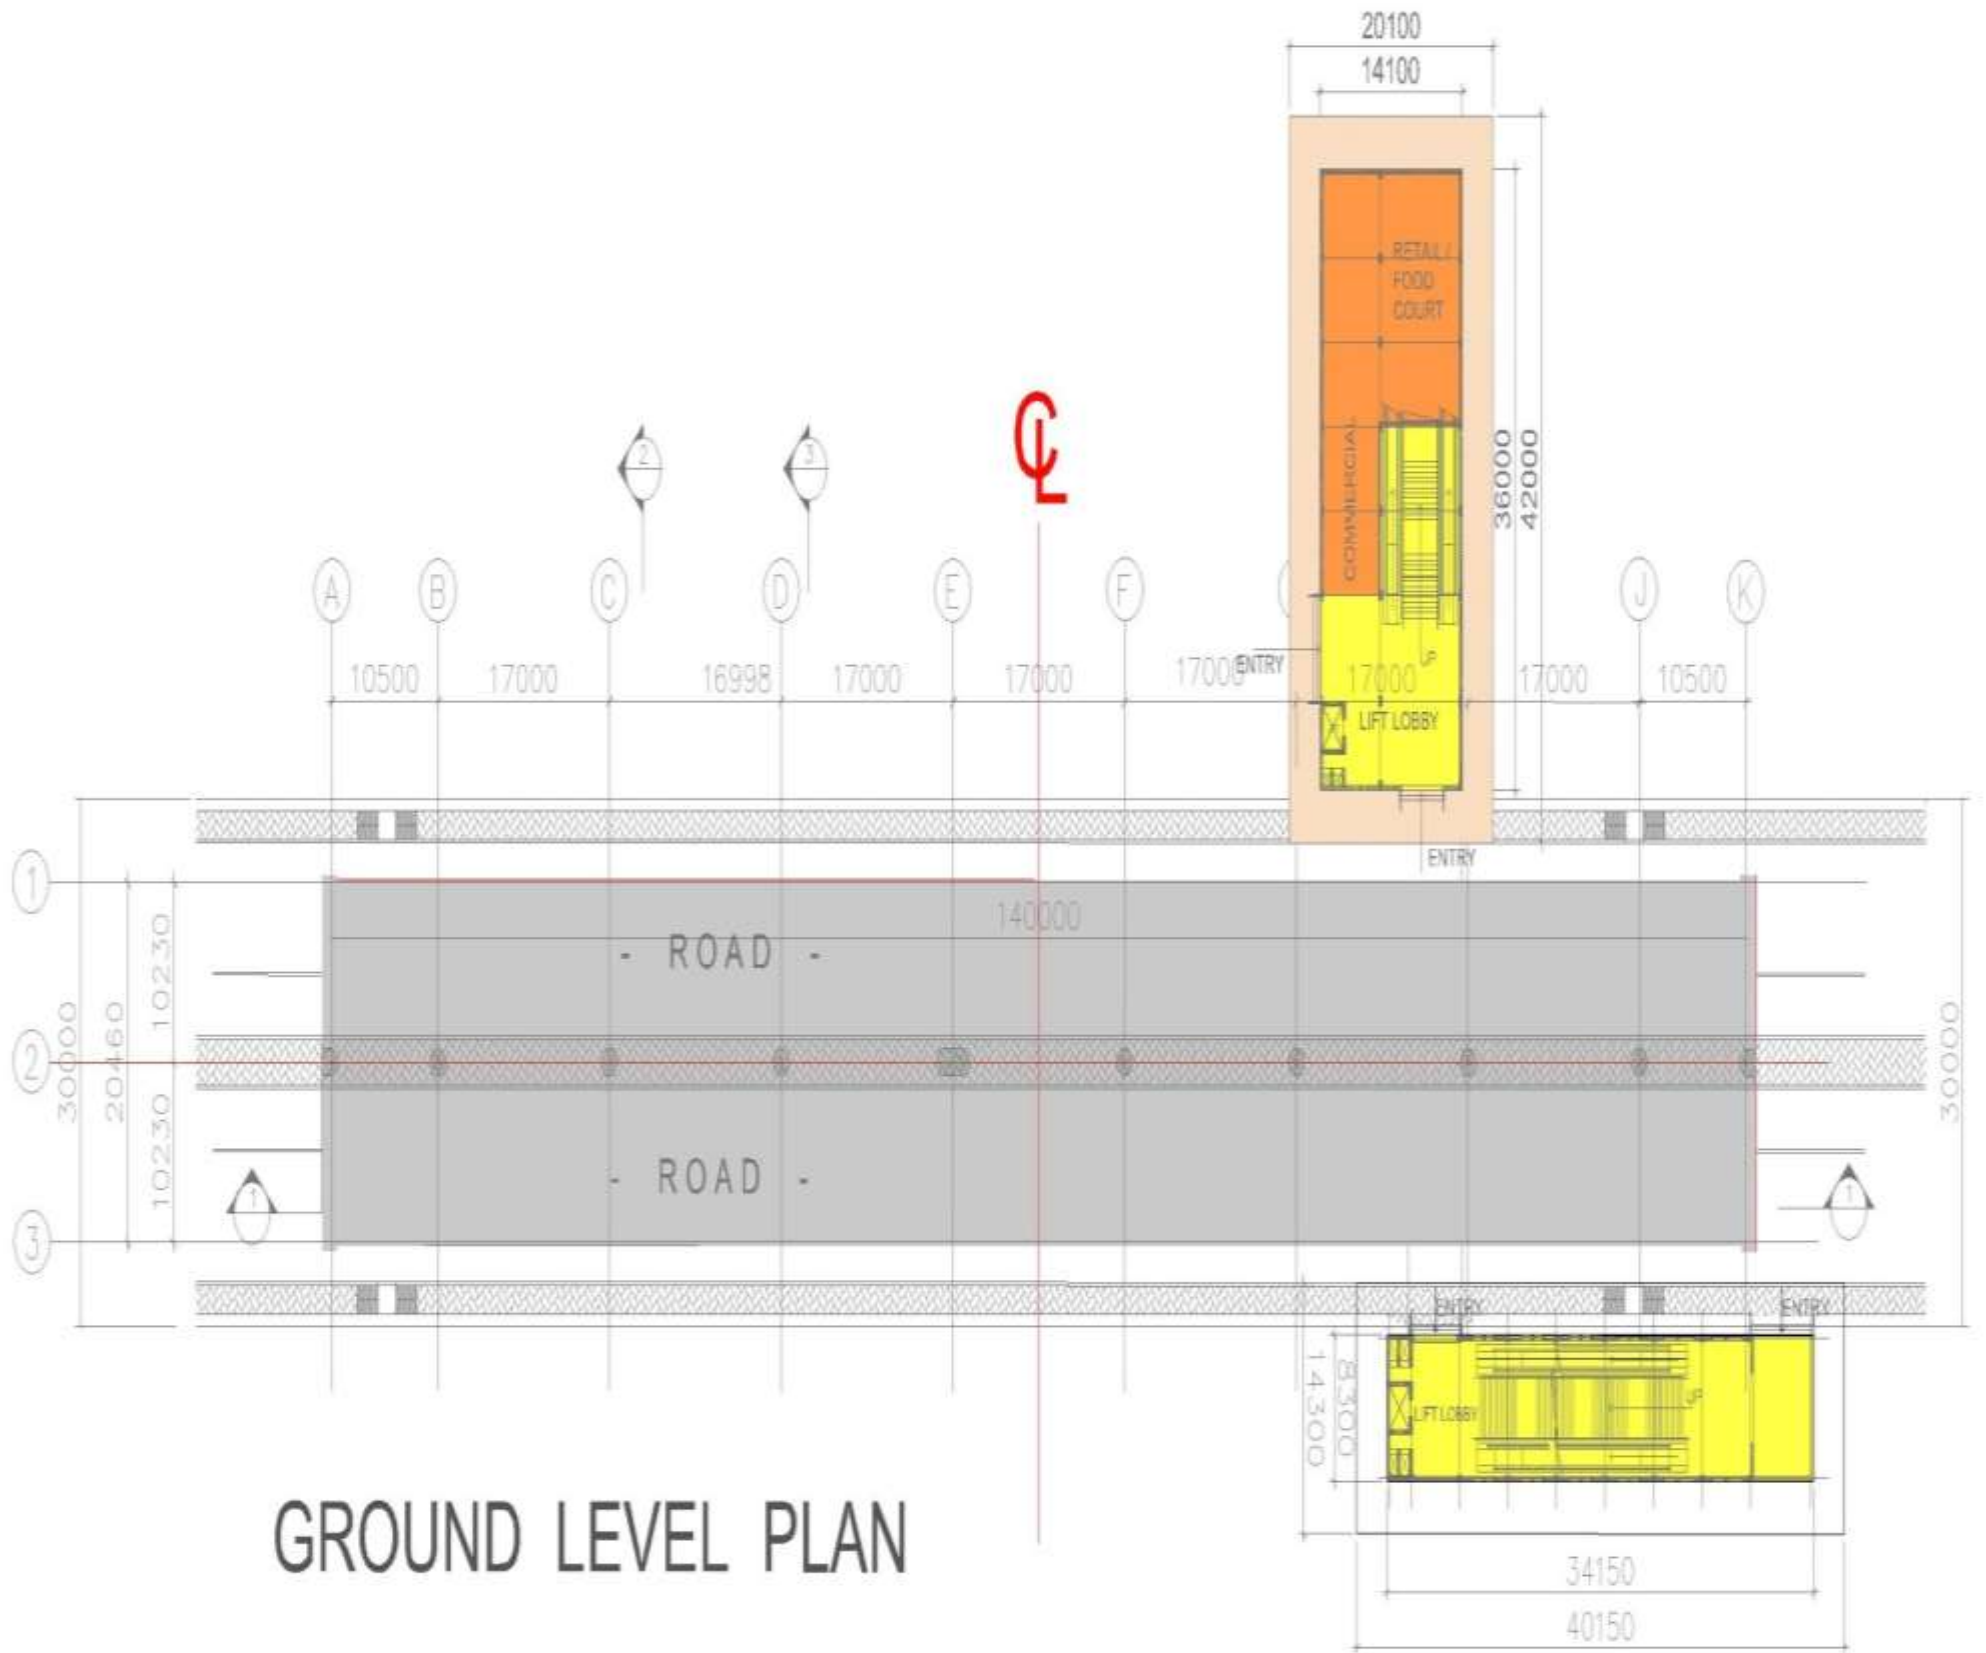 20100
14100
RETAIL /
FOOD
COURT
COMMERCIAL
36000
42000
CL
2
3
A
B
C
D
E
F
J
K
10500
17000
16998
17000
17000
17000
17000
17000
10500
ENTRY
UP
LIFT LOBBY
ENTRY
1
2
3
140000
- ROAD -
- ROAD -
10230
10230
20460
30000
30000
1
1
ENTRY
ENTRY
LIFT LOBBY
UP
8300
14300
34150
40150
GROUND LEVEL PLAN